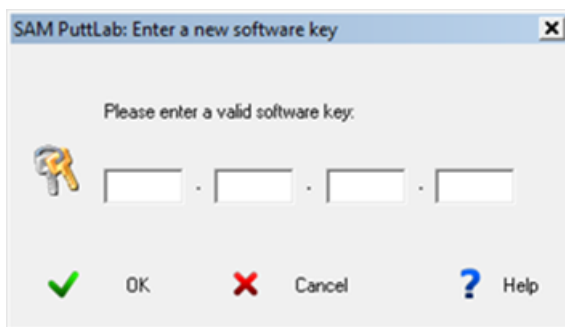 SAM PuttLab: Enter a new software key
Please enter a valid software key:
. . .
OK Cancel Help